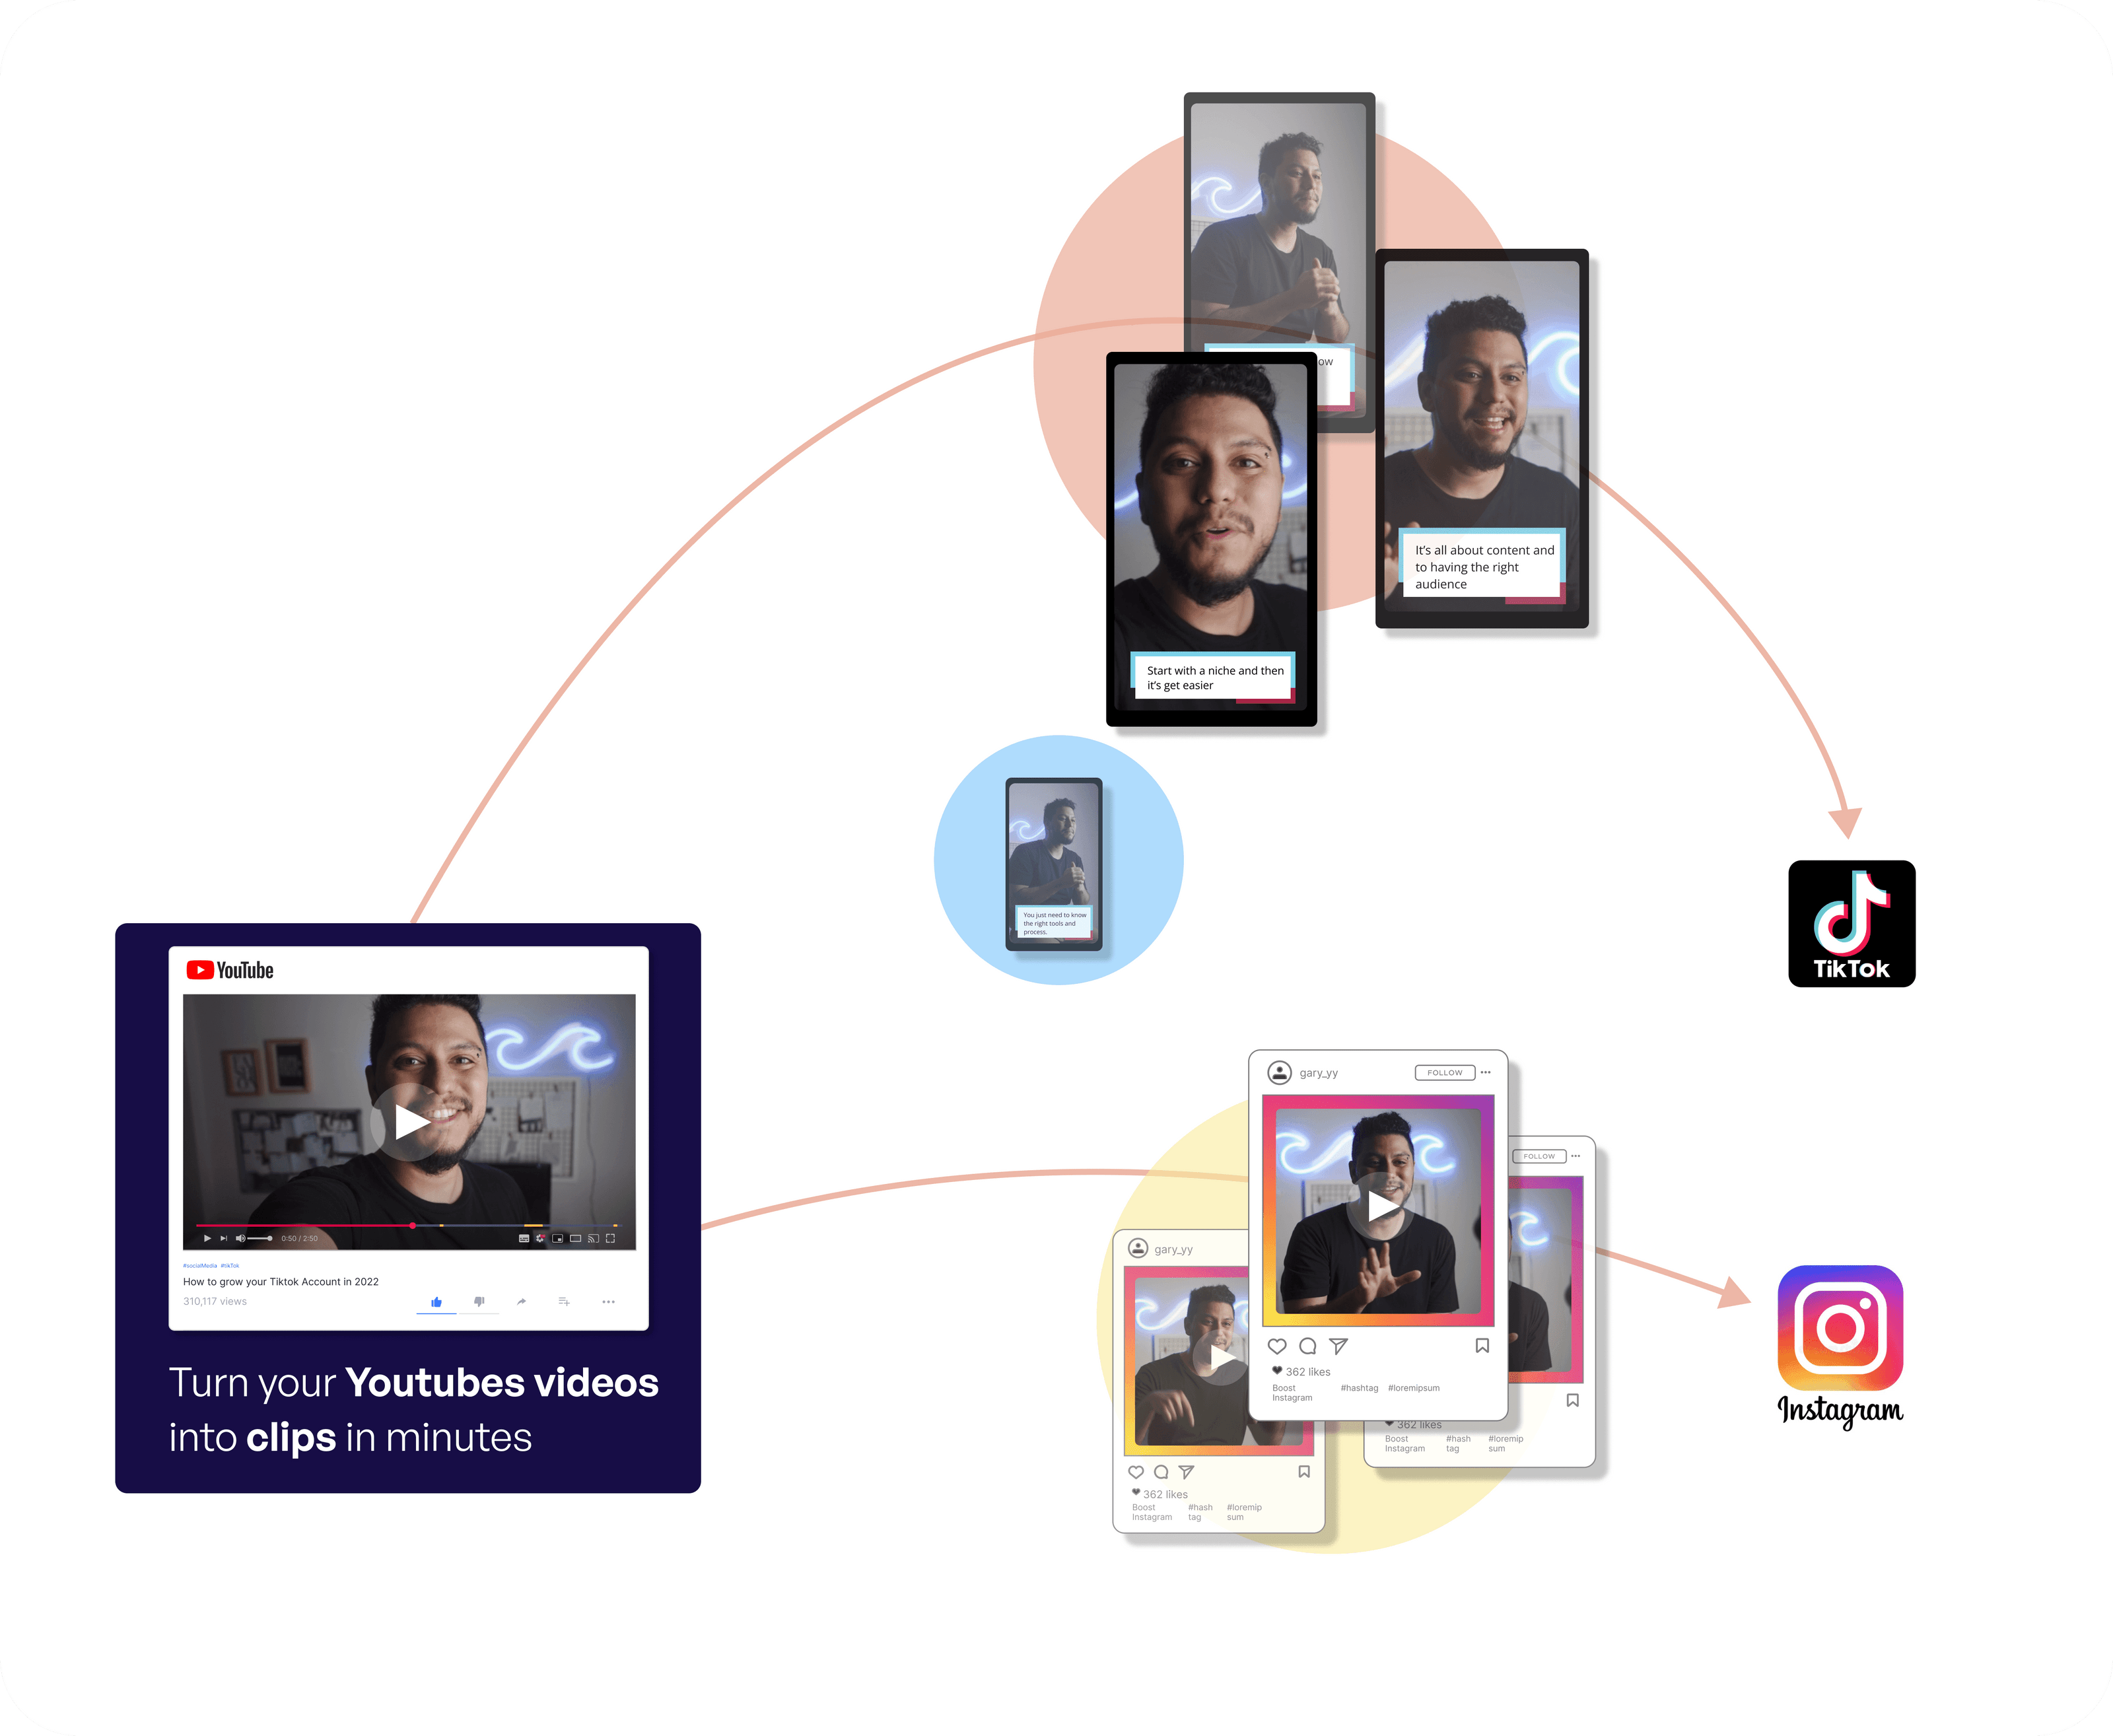 ow
It's all about content and
to having the right
audience
Start with a niche and then
it's get easier
You just need to know
the right tools and
process.
TikTok
YouTube
0:50 / 2:50
#socialMedia #tikTok
How to grow your Tiktok Account in 2022
310,117 views
Turn your Youtubes videos
into clips in minutes
gary_yy
FOLLOW
362 likes
Boost
Instagram
#hashtag
#loremipsum
FOLLOW
362 likes
Boost
Instagram
#hash
tag
#loremip
sum
gary_yy
362 likes
Boost
Instagram
#hash
tag
#loremip
sum
Instagram